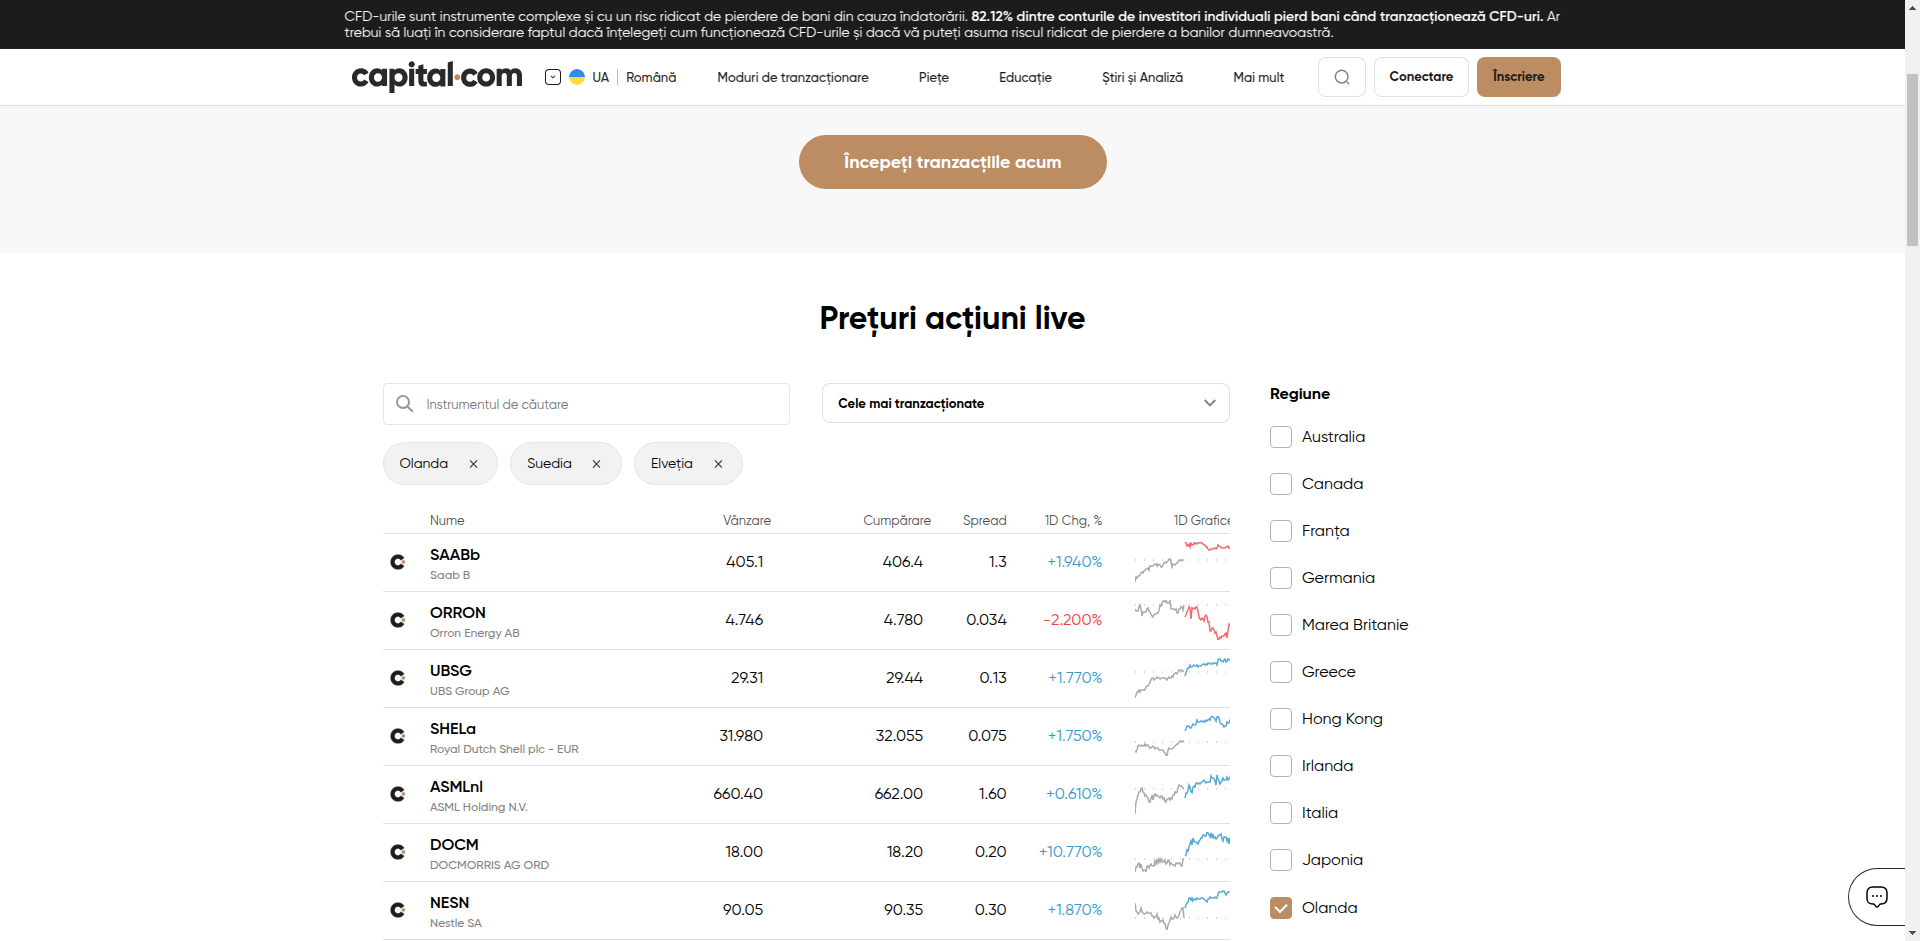 CFD-urile sunt instrumente complexe și cu un risc ridicat de pierdere de bani din cauza îndatorării. 82.12% dintre conturile de investitori individuali pierd bani când tranzacționează CFD-uri. Ar
trebui să luați în considerare faptul dacă înțelegeți cum funcționează CFD-urile și dacă vă puteți asuma riscul ridicat de pierdere a banilor dumneavoastră.
capital.com UA Română Moduri de tranzacționare Piețe Educație Știri și Analiză Mai mult Conectare Înscriere
Începeți tranzacțiile acum
Prețuri acțiuni live
Instrumentul de căutare
Cele mai tranzacționate
Olanda Suedia Elveția
Nume Vânzare Cumpărare Spread 1D Chg, % 1D Grafice
SAABb 405.1 406.4 1.3 +1.940%
Saab B
ORRON 4.746 4.780 0.034 -2.200%
Orron Energy AB
UBSG 29.31 29.44 0.13 +1.770%
UBS Group AG
SHELa 31.980 32.055 0.075 +1.750%
Royal Dutch Shell plc - EUR
ASMLnl 660.40 662.00 1.60 +0.610%
ASML Holding N.V.
DOCM 18.00 18.20 0.20 +10.770%
DOCMORRIS AG ORD
NESN 90.05 90.35 0.30 +1.870%
Nestle SA
Regiune
Australia
Canada
Franța
Germania
Marea Britanie
Greece
Hong Kong
Irlanda
Italia
Japonia
Olanda